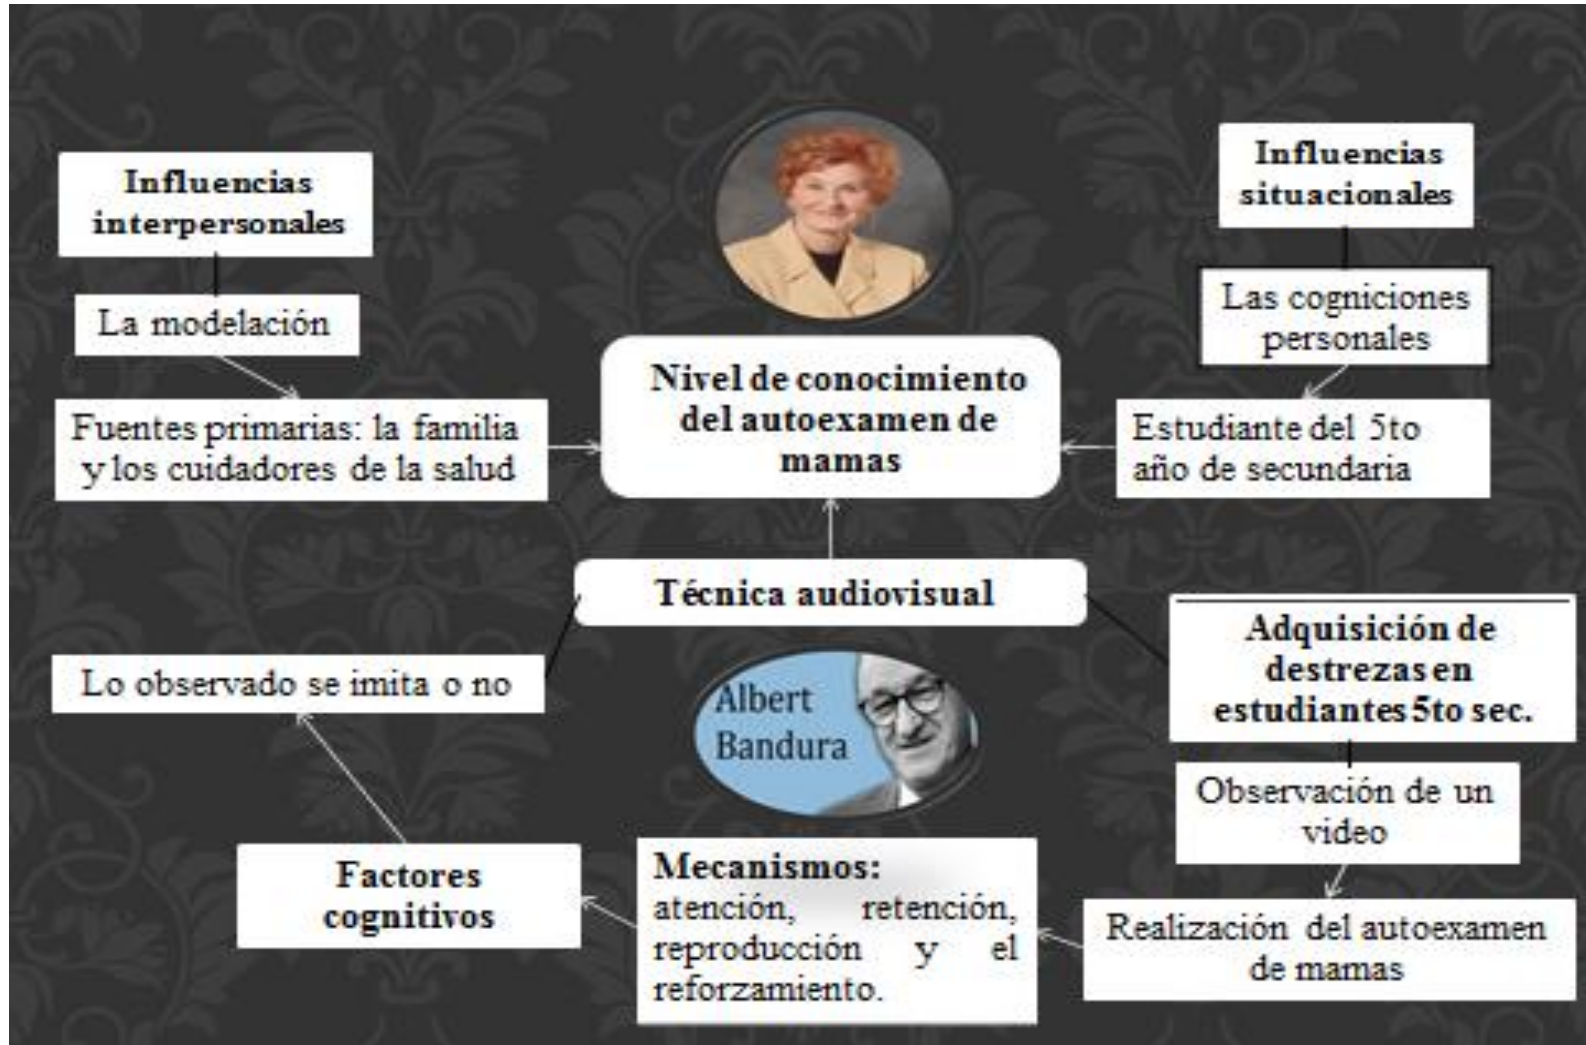 Influencias
interpersonales
La modelación
Fuentes primarias: la familia
y los cuidadores de la salud
Nivel de conocimiento
del autoexamen de
mamas
Influencias
situacionales
Las cogniciones
personales
Estudiante del 5to
año de secundaria
Técnica audiovisual
Adquisición de
destrezas en
estudiantes 5to sec.
Observación de un
video
Realización del autoexamen
de mamas
Albert
Bandura
Mecanismos:
atención, retención,
reproducción y el
reforzamiento.
Factores
cognitivos
Lo observado se imita o no